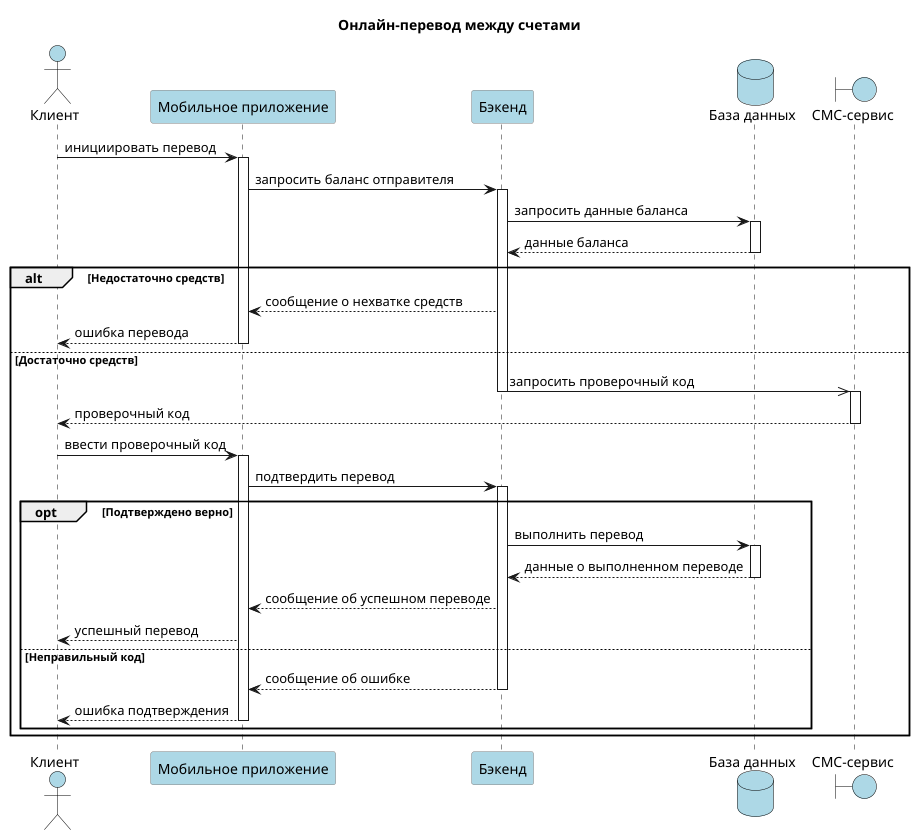 Онлайн-перевод между счетами
Клиент
Мобильное приложение
Бэкенд
База данных
СМС-сервис
инициировать перевод
запросить баланс отправителя
запросить данные баланса
данные баланса
alt [Недостаточно средств]
сообщение о нехватке средств
ошибка перевода
[Достаточно средств]
запросить проверочный код
проверочный код
ввести проверочный код
подтвердить перевод
opt [Подтверждено верно]
выполнить перевод
данные о выполненном переводе
сообщение об успешном переводе
успешный перевод
[Неправильный код]
сообщение об ошибке
ошибка подтверждения
Клиент
Мобильное приложение
Бэкенд
База данных
СМС-сервис